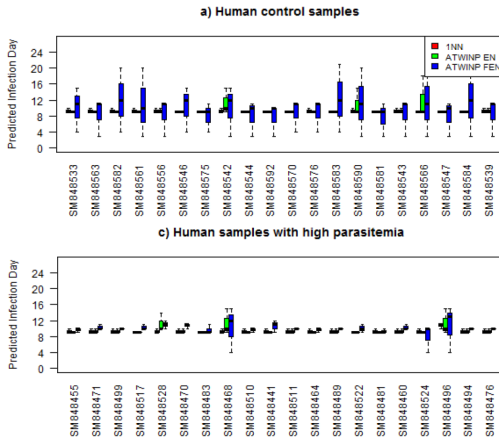 a) Human control samples
1NN
ATWINP EN
ATWINP FEN
Predicted Infection Day
24
20
16
12
8
4
0
SM848533
SM848563
SM848582
SM848561
SM848556
SM848546
SM848575
SM848542
SM848544
SM848592
SM848570
SM848576
SM848583
SM848590
SM848581
SM848543
SM848566
SM848547
SM848584
SM848539
c) Human samples with high parasitemia
Predicted Infection Day
24
20
16
12
8
4
0
SM848455
SM848471
SM848499
SM848517
SM848528
SM848470
SM848483
SM848468
SM848510
SM848441
SM848511
SM848464
SM848489
SM848522
SM848481
SM848460
SM848524
SM848496
SM848494
SM848476